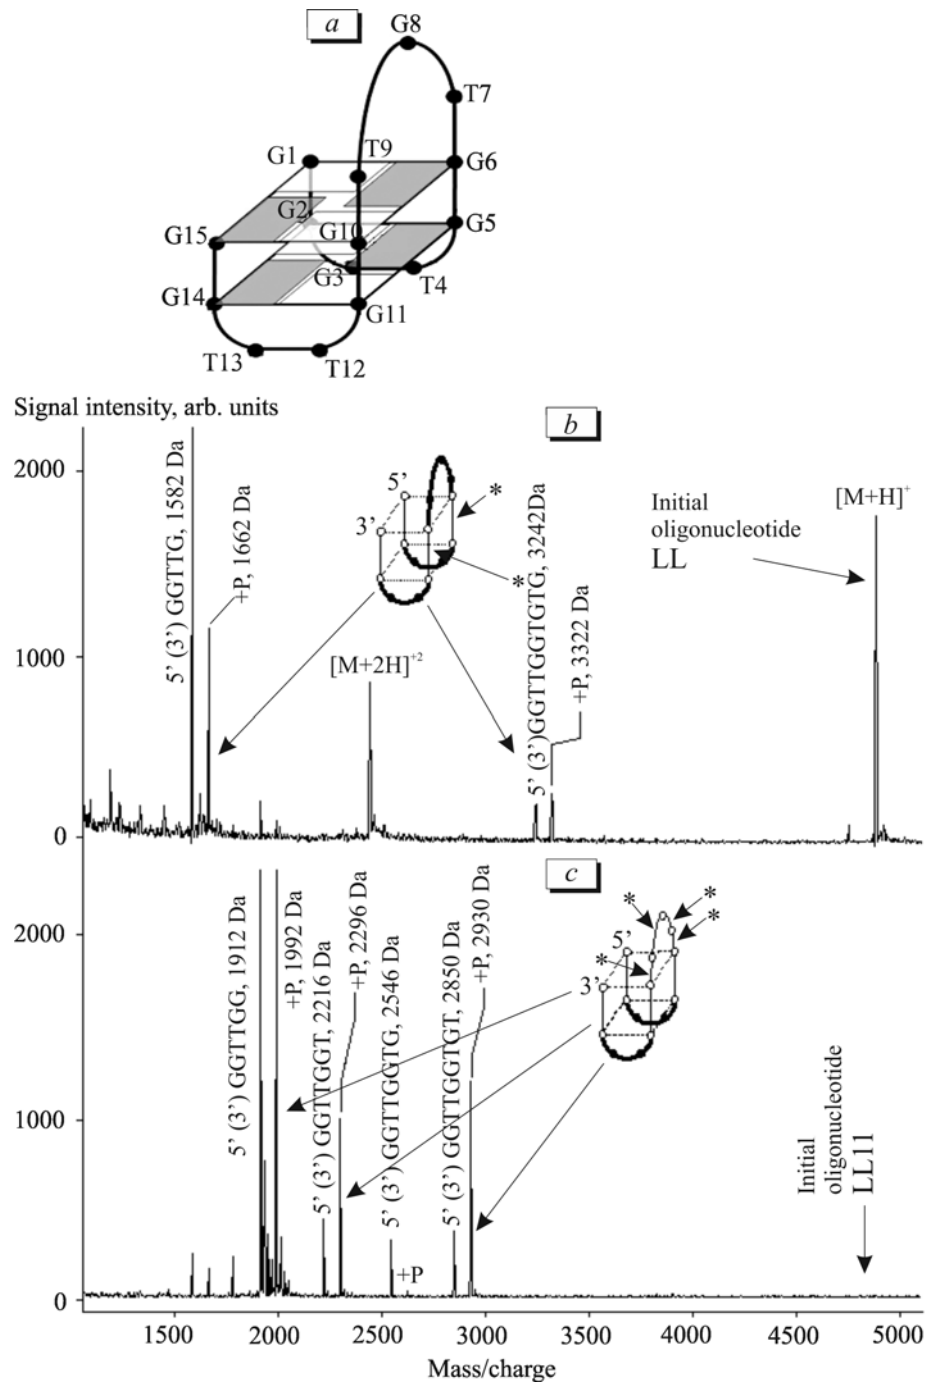 a
G8
T7
G1
T9
G6
G2
G5
G15
G10
G3
T4
G14
G11
T13
T12
Signal intensity, arb. units
b
2000
1000
0
5' (3') GGTTG, 1582 Da
+P, 1662 Da
5'
3'
*
*
[M+2H]+2
5' (3')GGTTGGTGTG, 3242Da
+P, 3322 Da
Initial
oligonucleotide
LL
[M+H]+
c
2000
1000
0
5' (3') GGTTGG, 1912 Da
+P, 1992 Da
5' (3') GGTTGGT, 2216 Da
+P, 2296 Da
5' (3') GGTTGGTG, 2546 Da
+P
5' (3') GGTTGGTGT, 2850 Da
+P, 2930 Da
*
*
*
*
5'
3'
Initial
oligonucleotide
LL11
1500
2000
2500
3000
3500
4000
4500
5000
Mass/charge